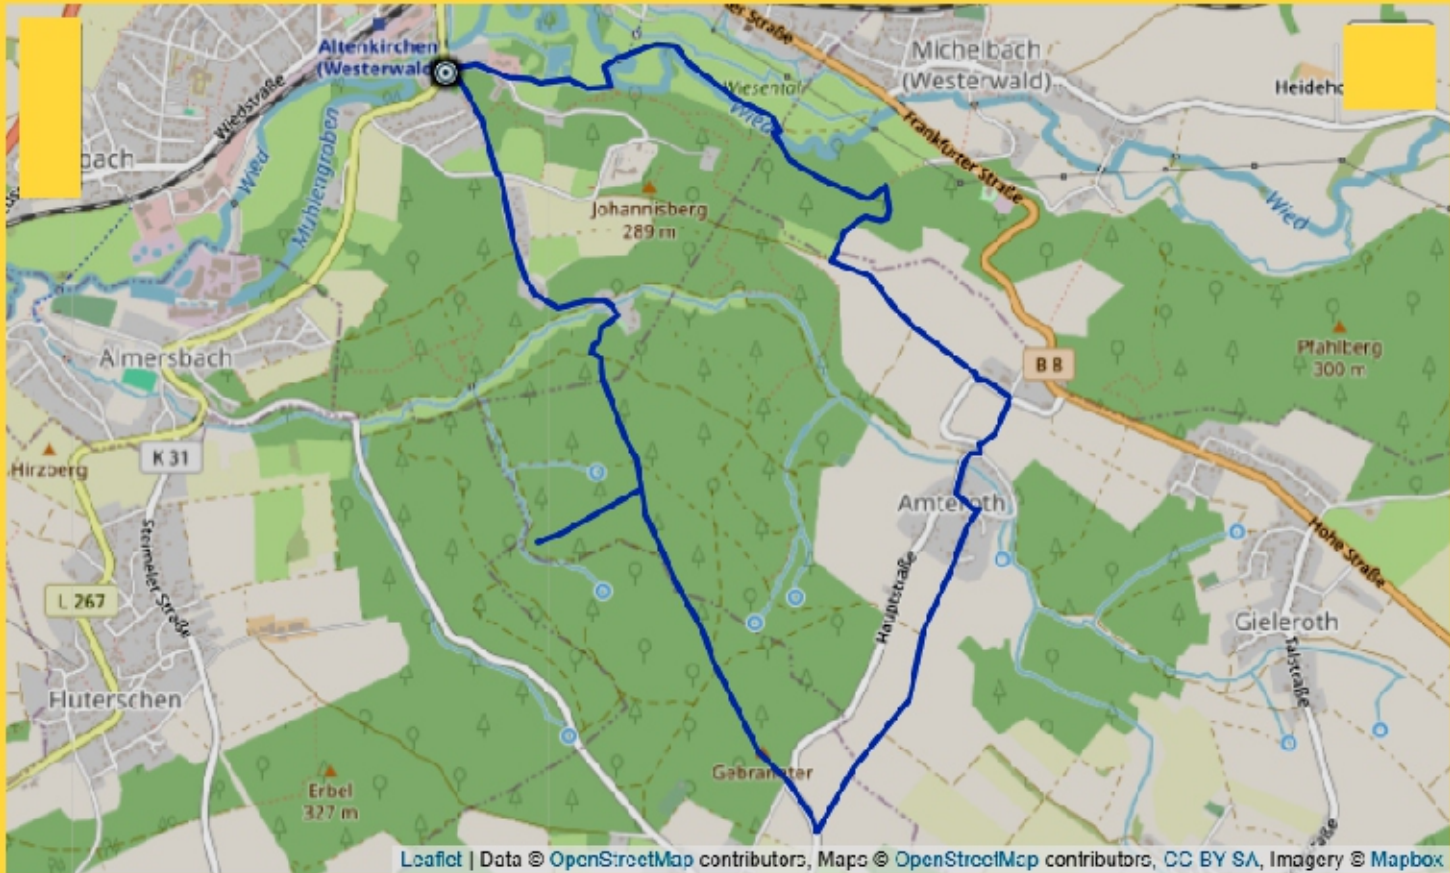 Altenkirchen
(Westerwald
Wiedstraße
bach
Wied
Mühlengraben
Frankfurter Straße
Michelbach
(Westerwald)
Wiesental
Wied
Wied
Johannisberg
289 m
Almersbach
Hirzberg
K 31
B 8
Pfahlberg
300 m
Amteroth
Steimeler Straße
L 267
Hauptstraße
Hohe Straße
Gieleroth
Talstraße
Fluterschen
Gebrannter
Erbel
327 m
Leaflet | Data © OpenStreetMap contributors, Maps © OpenStreetMap contributors, CC BY SA, Imagery © Mapbox